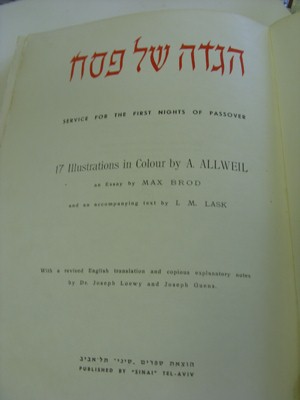 הגדה של פסח
SERVICE FOR THE FIRST NIGHTS OF PASSOVER
17 Illustrations in Colour by A. ALLWEIL
an Essay by MAX BROD
and an accompanying text by I. M. LASK
With a revised English translation and copious explanatory notes
by Dr Joseph Loewy and Joseph Guens.
הוצאת ספרים „סיני" תל-אביב
PUBLISHED BY "SINAI" TEL-AVIV